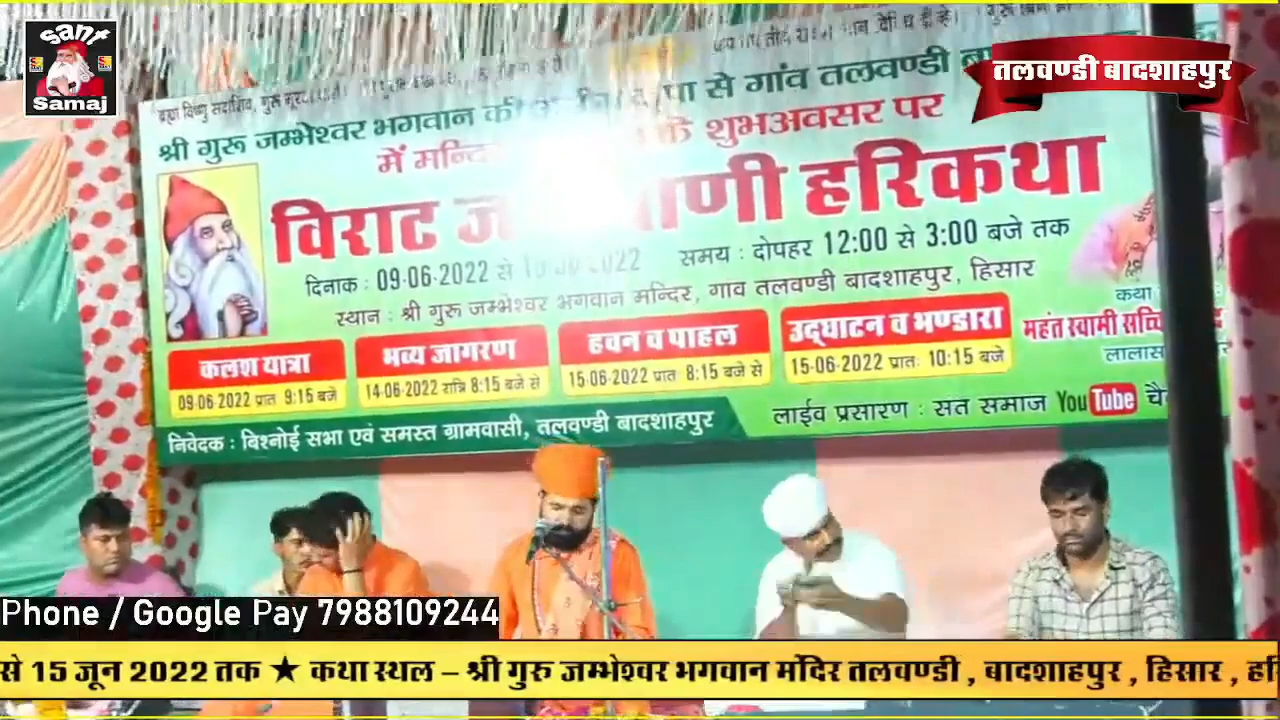 Sant
Samaj
तलवण्डी बादशाहपुर
ब्रह्मा विष्णु सदाशिव, गुरु
श्री गुरू जम्भेश्वर भगवान की पा से गांव तलवण्डी
में के शुभअवसर पर
विराट हरिकथा
दिनाक : 09-06-2022 से समय : दोपहर 12:00 से 3:00 बजे तक
स्थान : श्री गुरू जम्भेश्वर भगवान मन्दिर, गाव तलवण्डी बादशाहपुर, हिसार
कथा
महंत स्वामी
लालास
कलश यात्रा
09-06-2022 प्रात 9:15 बजे
भव्य जागरण
14-06-2022 रात्रि 8:15 बजे से
हवन व पाहल
15-06-2022 प्रात 8:15 बजे से
उद्घाटन व भण्डारा
15-06-2022 प्रातः 10:15 बजे
निवेदक : बिश्नोई सभा एवं समस्त ग्रामवासी, तलवण्डी बादशाहपुर
लाईव प्रसारण : सत समाज YouTube चै
Phone / Google Pay 7988109244
से 15 जून 2022 तक ★ कथा स्थल – श्री गुरू जम्भेश्वर भगवान मंदिर तलवण्डी , बादशाहपुर , हिसार , हरि